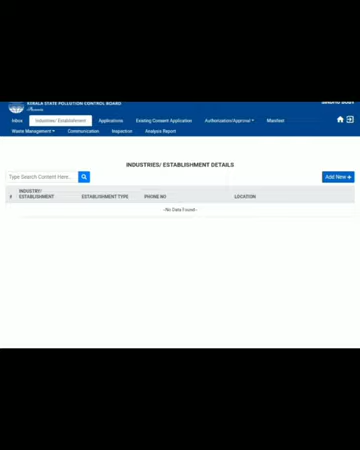 KERALA STATE POLLUTION CONTROL BOARD
Inbox Industries/ Establishment Applications Existing Consent Application Authorisation/Approval Manifest
Waste Management Communication Inspection Analysis Report
INDUSTRIES/ ESTABLISHMENT DETAILS
Type Search Content Here.. Add New +
# INDUSTRY/ ESTABLISHMENT ESTABLISHMENT TYPE PHONE NO LOCATION
-No Data Found-